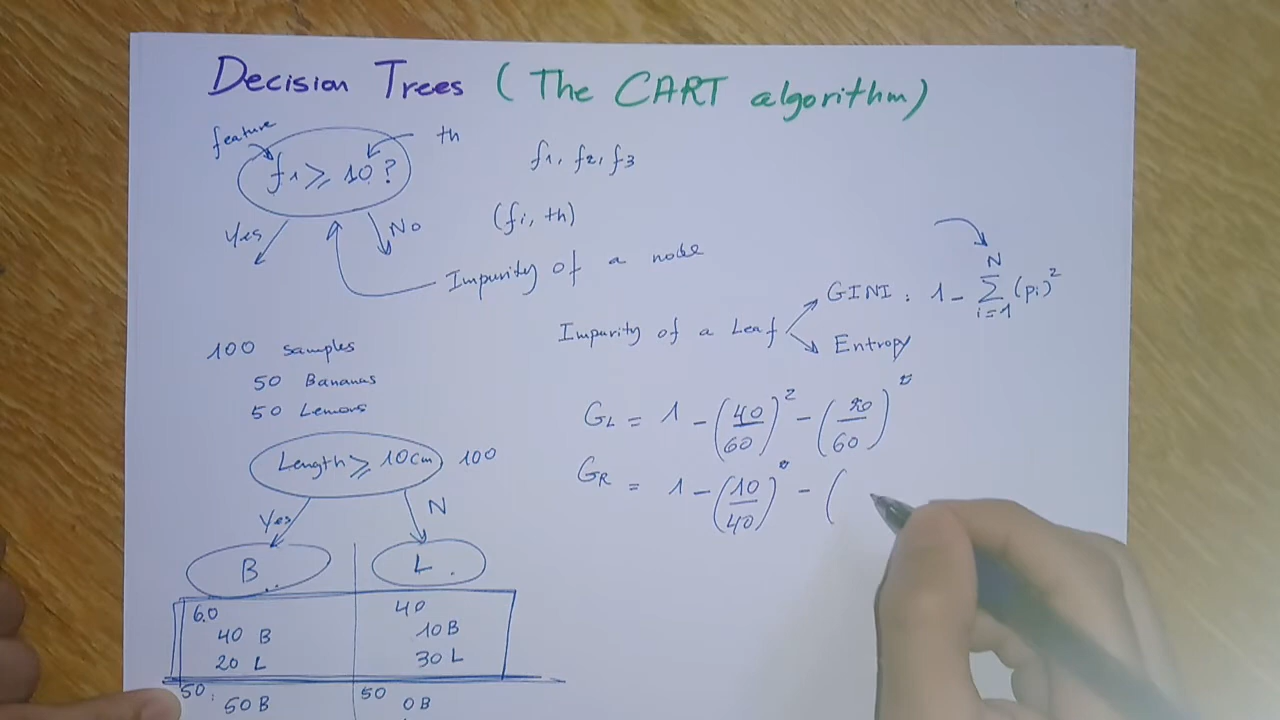 Decision Trees (The CART algorithm)
feature
th
f1 ≥ 10 ?
f1, f2, f3
Yes
No
(fi, th)
Impurity of a node
Impurity of a Leaf
GINI : 1 - N ∑ i=1 (pi)²
Entropy
100 samples
50 Bananas
50 Lemons
Length ≥ 10cm 100
Yes
N
B
L
60
40 B
20 L
40
10 B
30 L
50
50 B
50
0 B
GL = 1 - (40/60)² - (20/60)²
GR = 1 - (10/40)² - (